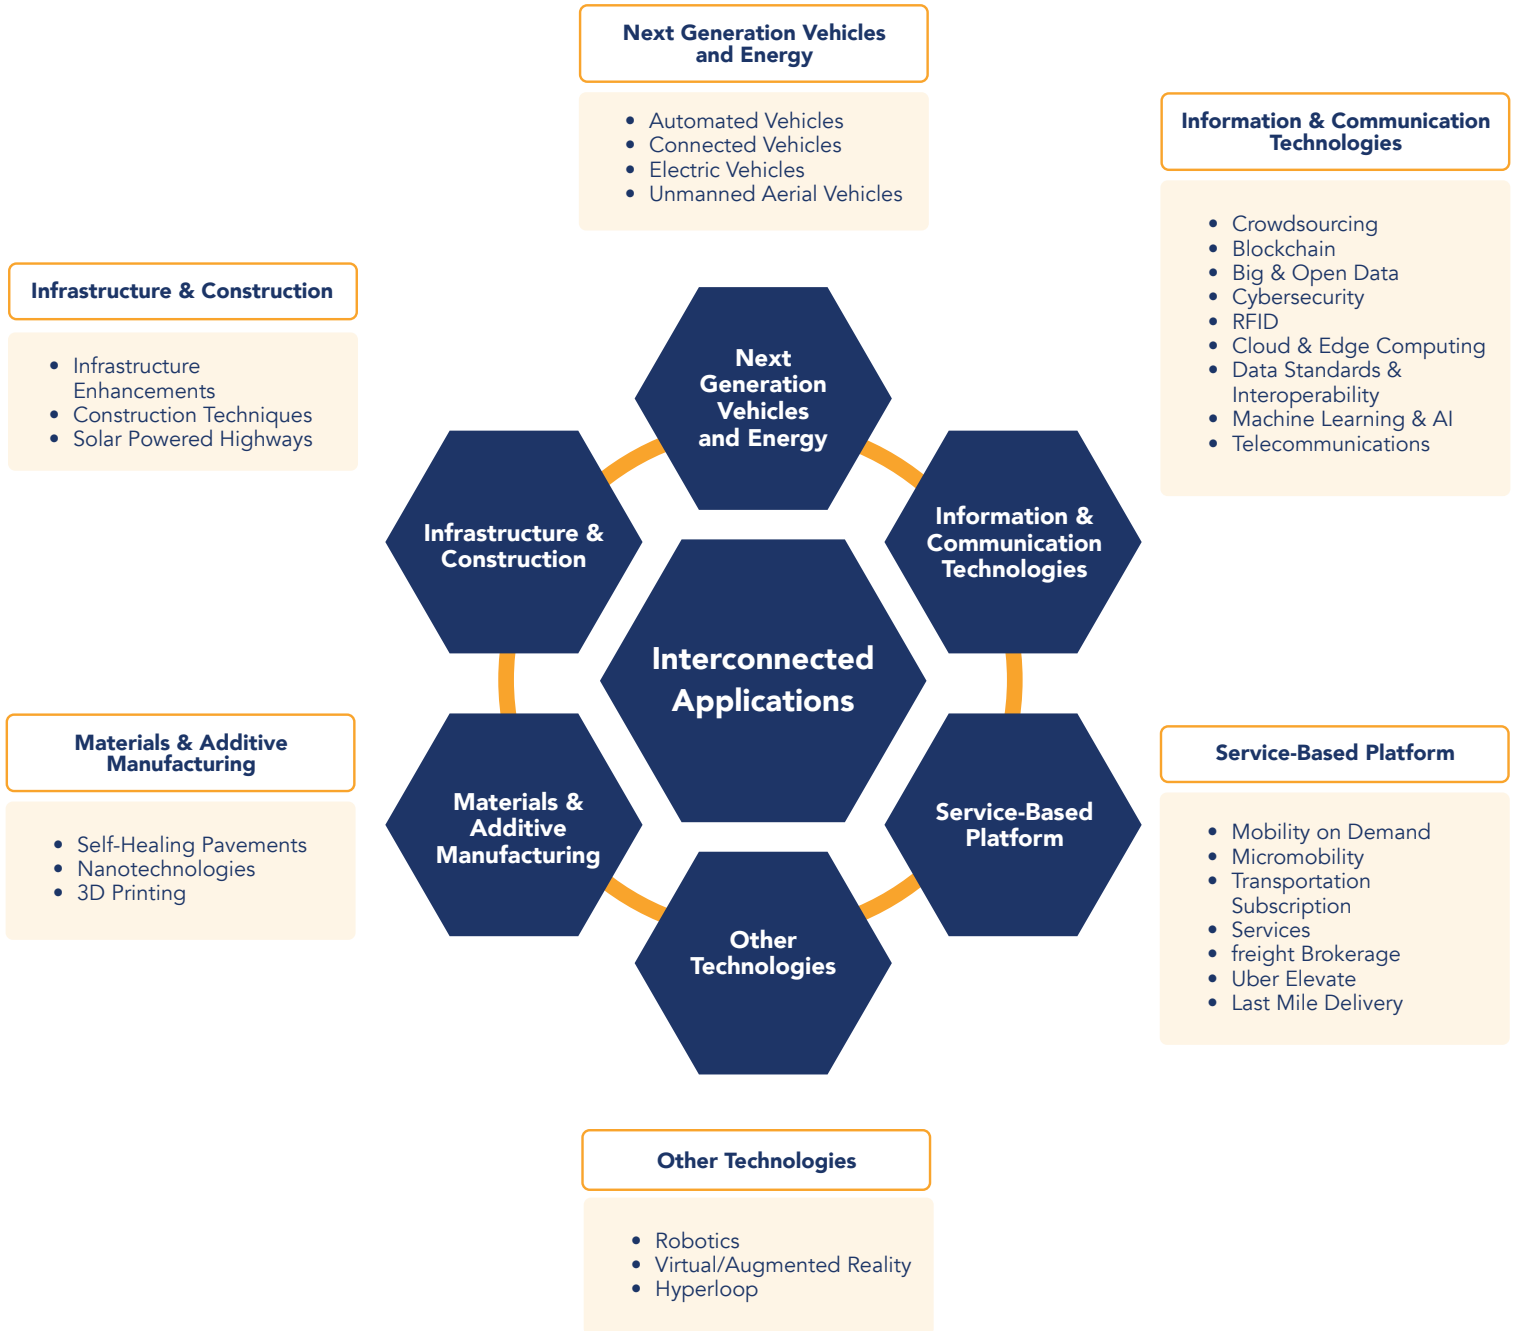 Next Generation Vehicles
and Energy
• Automated Vehicles
• Connected Vehicles
• Electric Vehicles
• Unmanned Aerial Vehicles
Information & Communication
Technologies
• Crowdsourcing
• Blockchain
• Big & Open Data
• Cybersecurity
• RFID
• Cloud & Edge Computing
• Data Standards &
Interoperability
• Machine Learning & AI
• Telecommunications
Infrastructure & Construction
• Infrastructure
Enhancements
• Construction Techniques
• Solar Powered Highways
Next
Generation
Vehicles
and Energy
Infrastructure &
Construction
Information &
Communication
Technologies
Interconnected
Applications
Materials &
Additive
Manufacturing
Service-Based
Platform
Other
Technologies
Materials & Additive
Manufacturing
• Self-Healing Pavements
• Nanotechnologies
• 3D Printing
Service-Based Platform
• Mobility on Demand
• Micromobility
• Transportation
Subscription
• Services
• freight Brokerage
• Uber Elevate
• Last Mile Delivery
Other Technologies
• Robotics
• Virtual/Augmented Reality
• Hyperloop